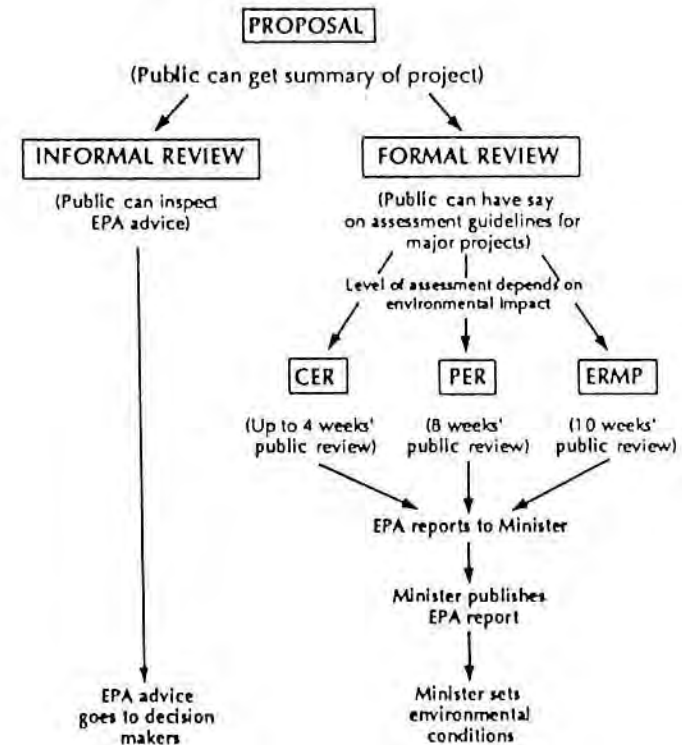 PROPOSAL
(Public can get summary of project)
INFORMAL REVIEW
(Public can inspect
EPA advice)
FORMAL REVIEW
(Public can have say
on assessment guidelines for
major projects)
Level of assessment depends on
environmental impact
CER
PER
ERMP
(Up to 4 weeks'
public review)
(8 weeks'
public review)
(10 weeks'
public review)
EPA reports to Minister
Minister publishes
EPA report
EPA advice
goes to decision
makers
Minister sets
environmental
conditions